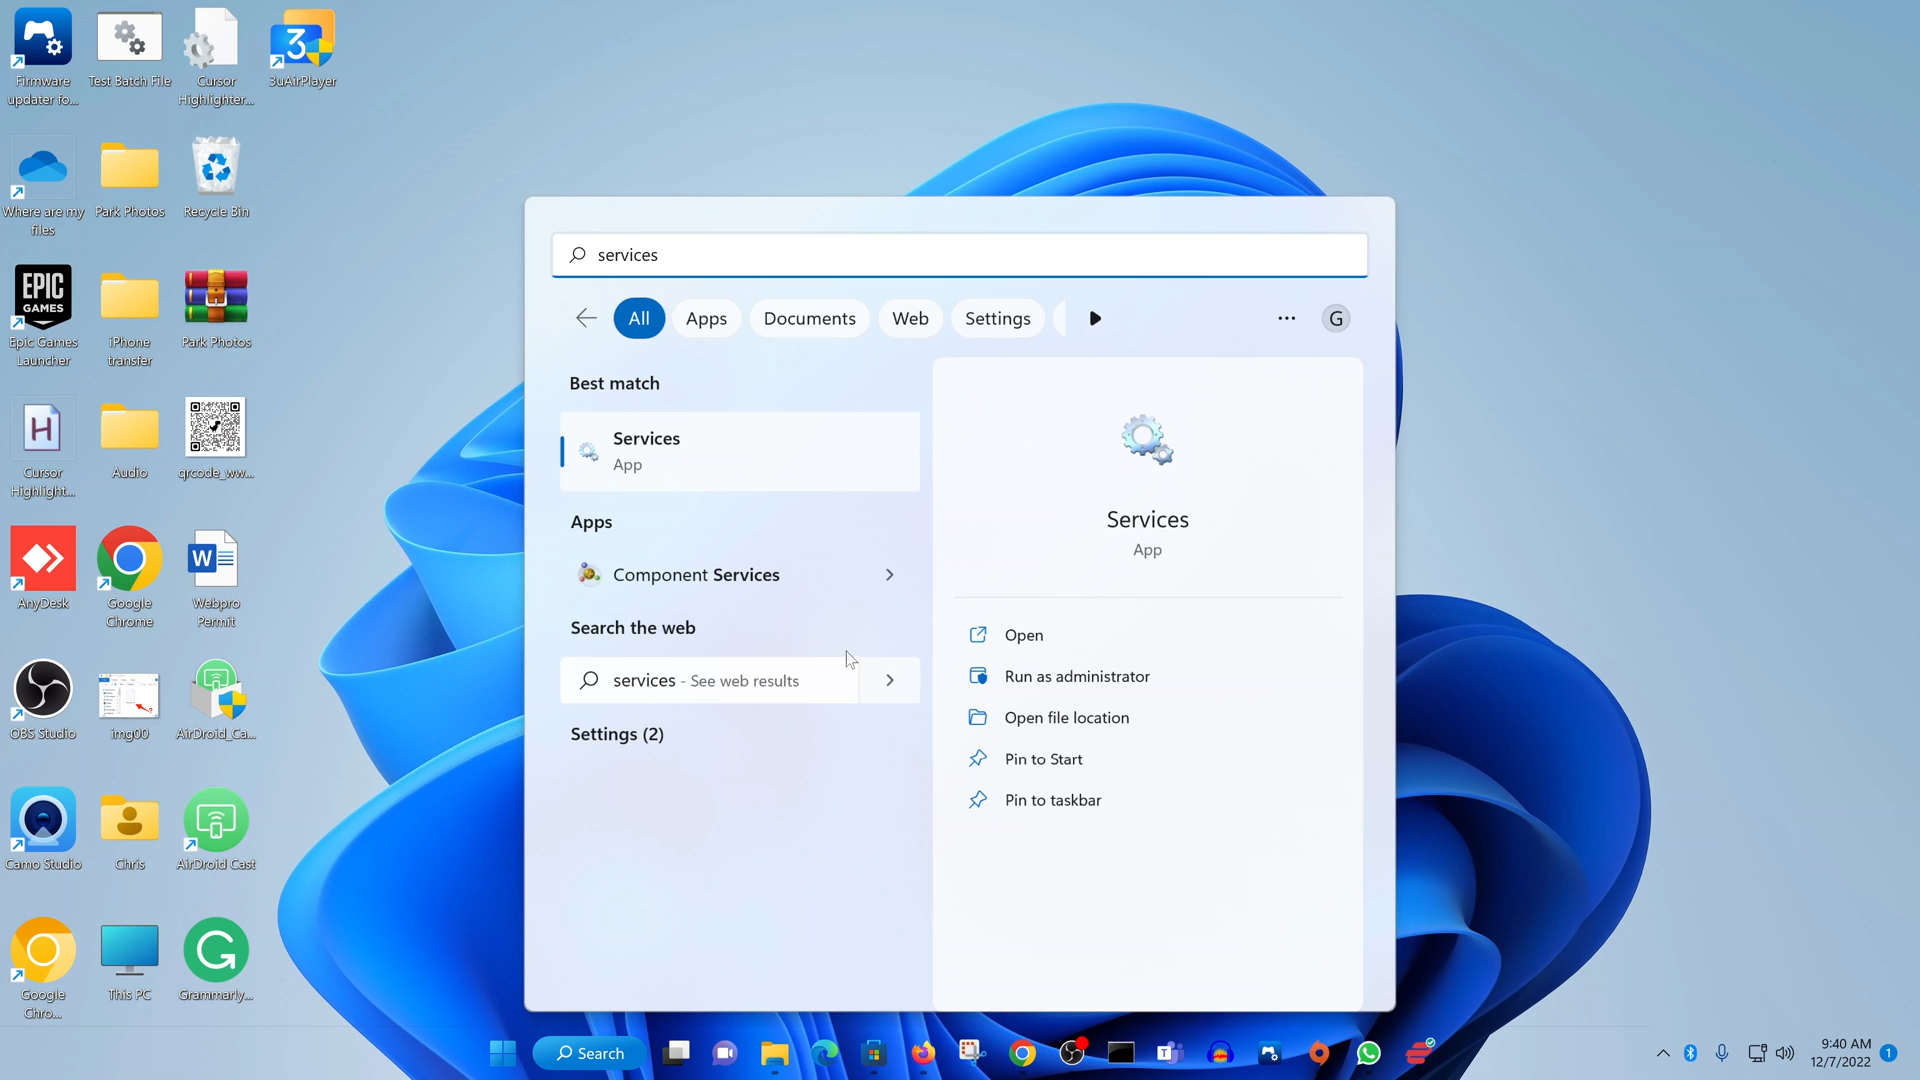 Firmware
updater fo...
Test Batch File
Cursor
Highlighter...
3
3uAirPlayer
Where are my
files
Park Photos
Recycle Bin
EPIC
GAMES
Epic Games
Launcher
iPhone
transfer
Park Photos
H
Cursor
Highlight...
Audio
qrcode_ww...
AnyDesk
Google
Chrome
W
Webpro
Permit
OBS Studio
img00
AirDroid_Ca...
Camo Studio
Chris
AirDroid Cast
Google
Chro...
This PC
Grammarly...
services
All
Apps
Documents
Web
Settings
G
Best match
Services
App
Apps
Component Services
Search the web
services - See web results
Settings (2)
Services
App
Open
Run as administrator
Open file location
Pin to Start
Pin to taskbar
Search
9:40 AM
12/7/2022
1